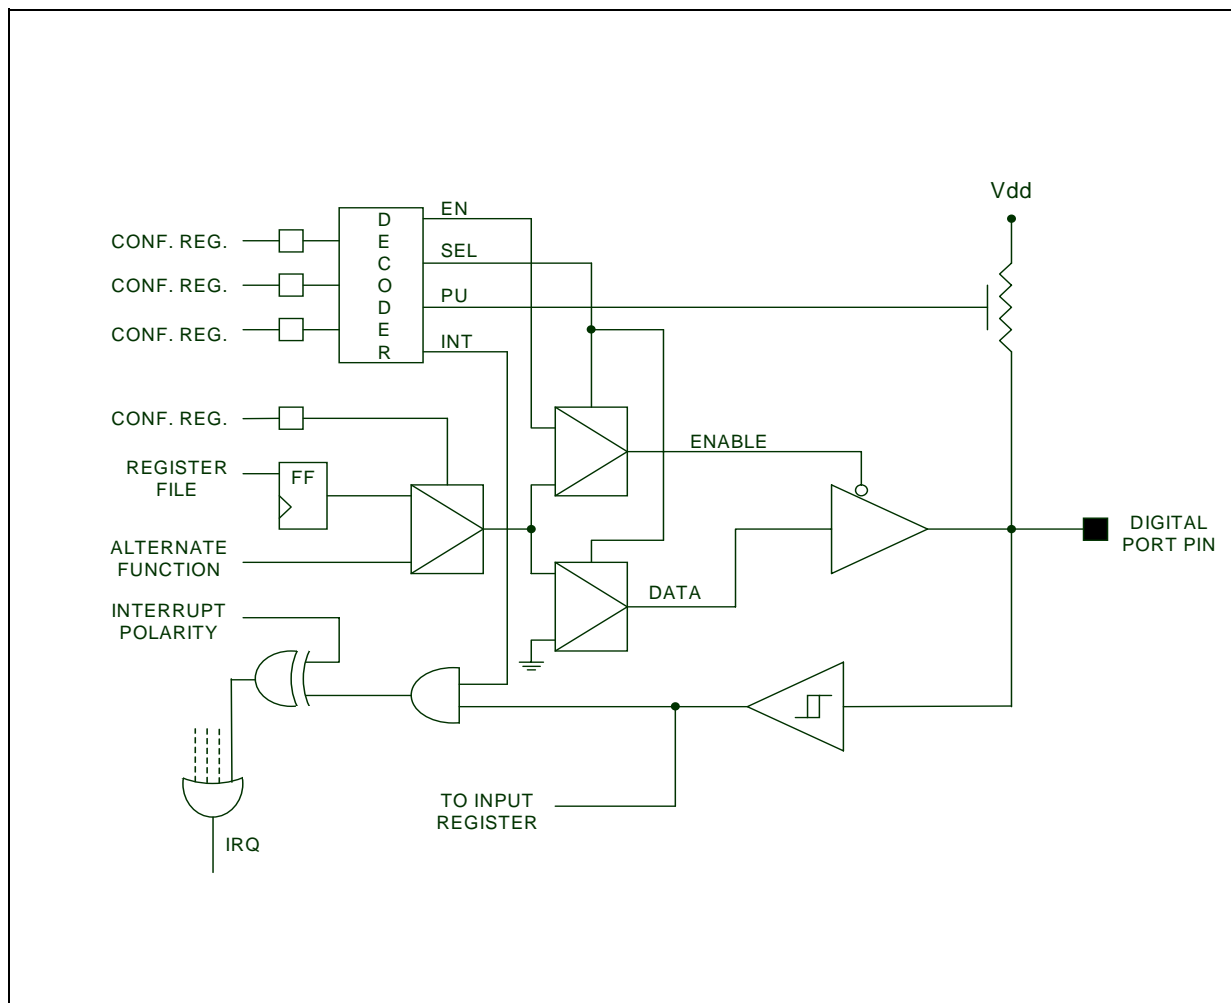 Vdd
EN
CONF. REG.
SEL
CONF. REG.
PU
CONF. REG.
INT
DECODER
CONF. REG.
ENABLE
REGISTER
FILE
FF
ALTERNATE
FUNCTION
DIGITAL
PORT PIN
DATA
INTERRUPT
POLARITY
TO INPUT
REGISTER
IRQ